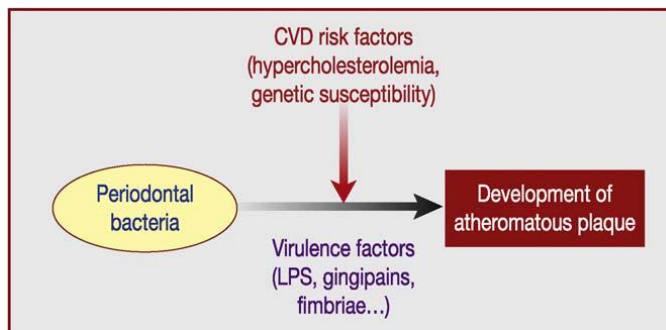 CVD risk factors
(hypercholesterolemia,
genetic susceptibility)
Periodontal
bacteria
Development of
atheromatous plaque
Virulence factors
(LPS, gingipains,
fimbriae...)